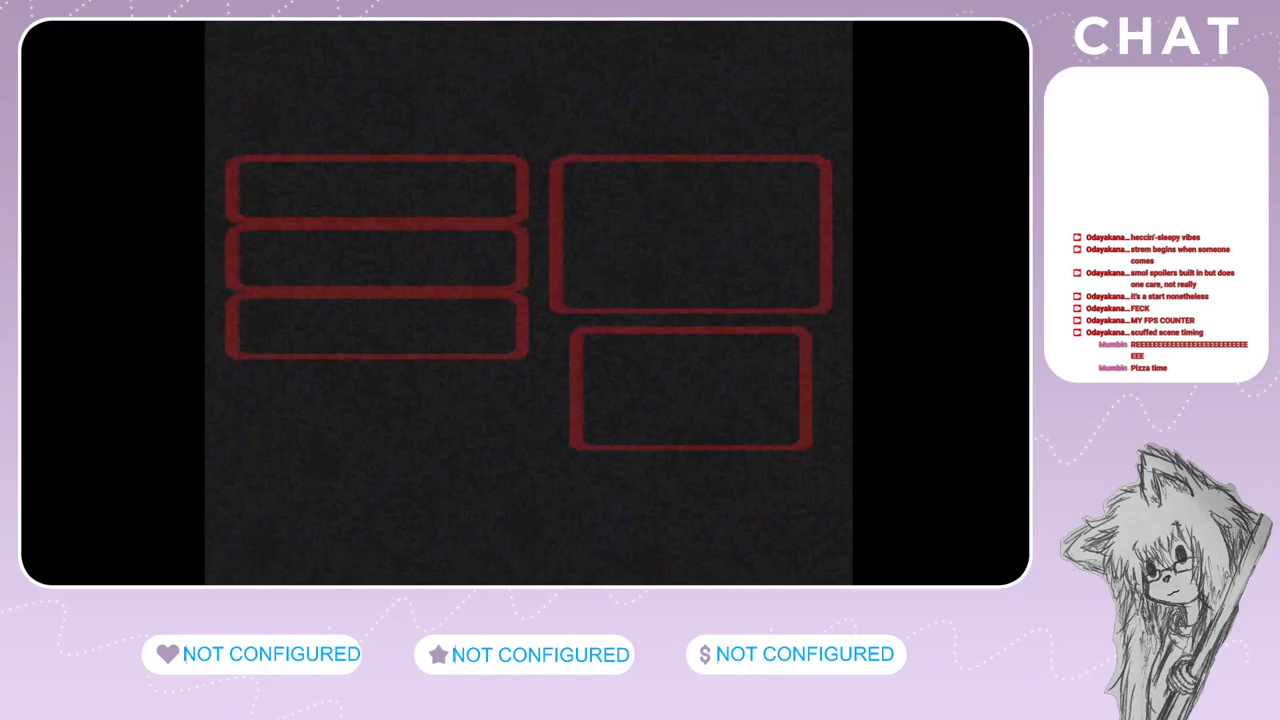 CHAT
Odayakana… heccin'-sleepy vibes
Odayakana… strem begins when someone
comes
Odayakana… smol spoilers built in but does
one care, not really
Odayakana… it's a start nonetheless
Odayakana… FECK
Odayakana… MY FPS COUNTER
Odayakana… scuffed scene timing
Mumbin
EEE
Mumbin Pizza time
NOT CONFIGURED
NOT CONFIGURED
$ NOT CONFIGURED